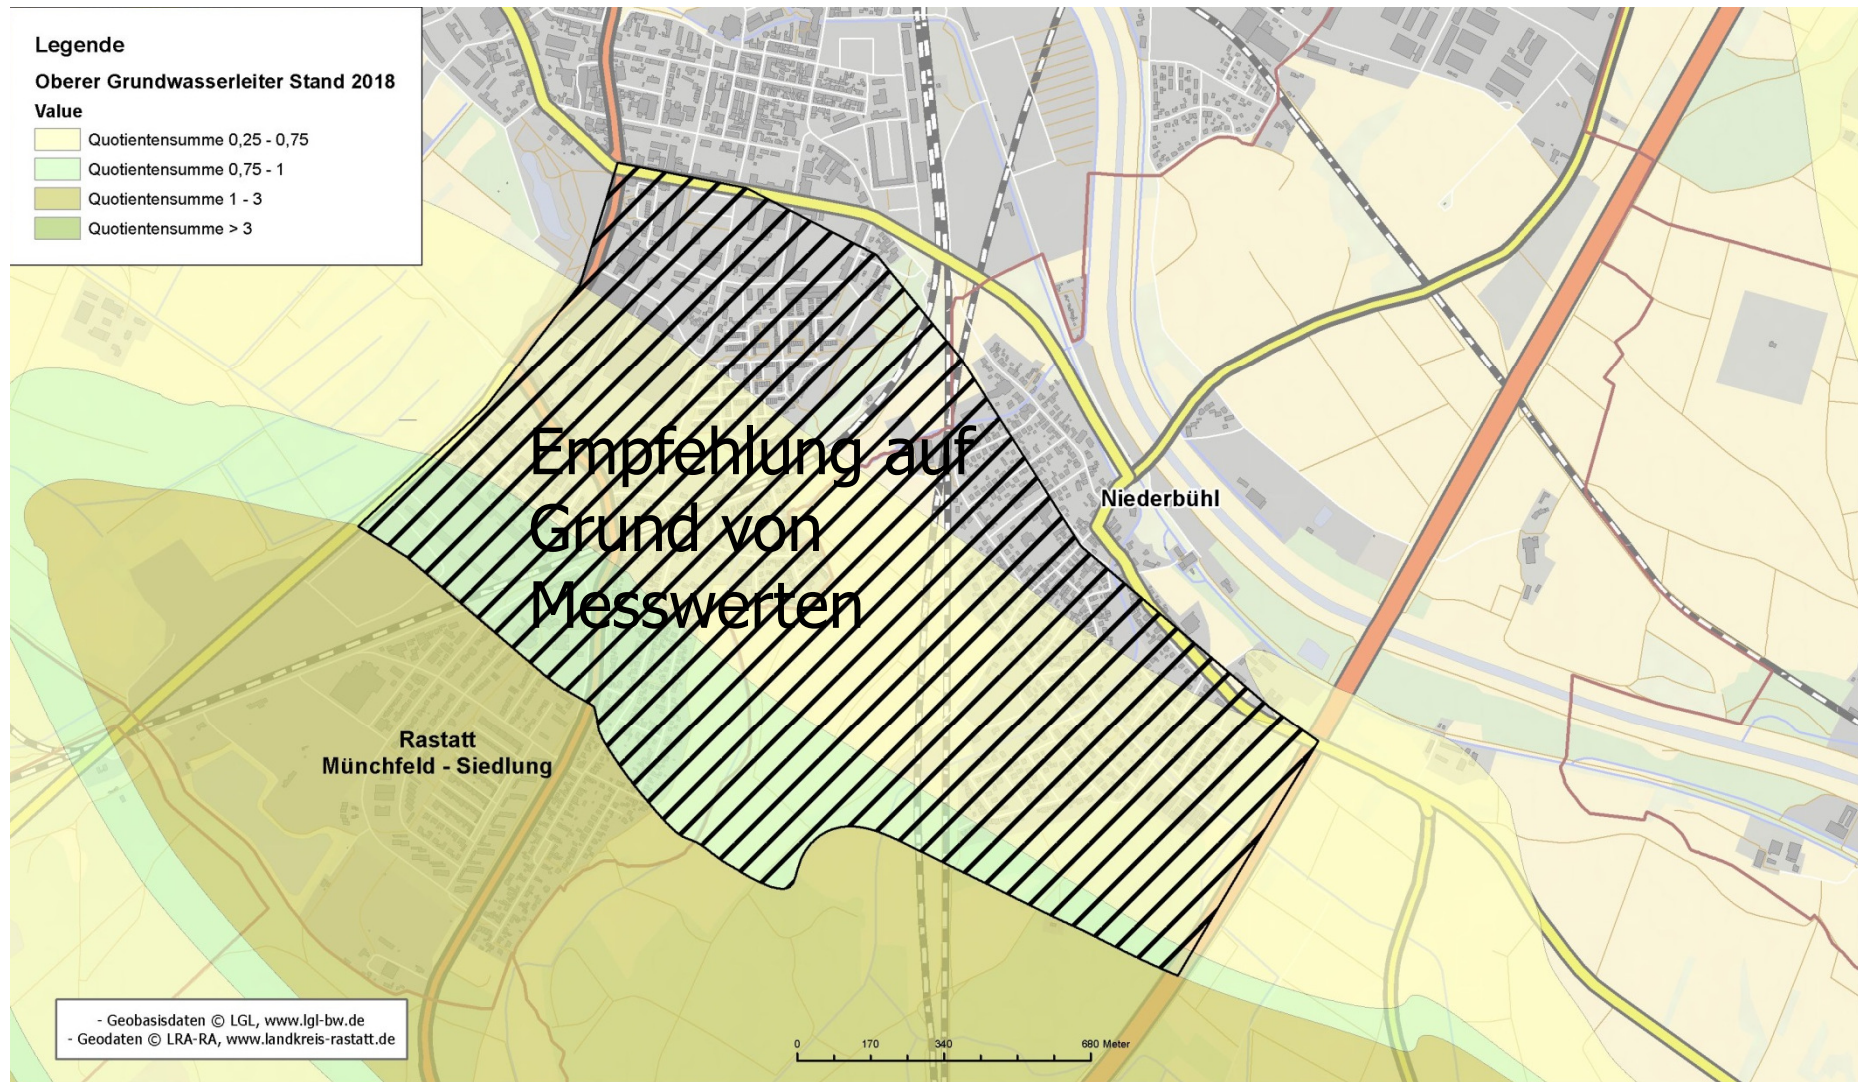 Legende
Oberer Grundwasserleiter Stand 2018
Value
Quotientensumme 0,25 - 0,75
Quotientensumme 0,75 - 1
Quotientensumme 1 - 3
Quotientensumme > 3
Empfehlung auf
Grund von
Messwerten
Niederbühl
Rastatt
Münchfeld - Siedlung
- Geobasisdaten © LGL, www.lgl-bw.de
- Geodaten © LRA-RA, www.landkreis-rastatt.de
0 170 340 680 Meter